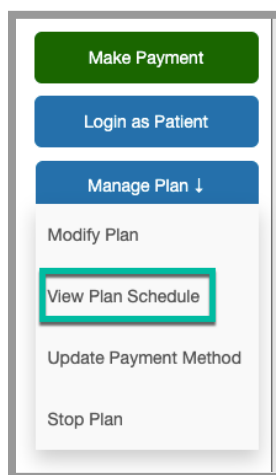 Make Payment
Login as Patient
Manage Plan ↓
Modify Plan
View Plan Schedule
Update Payment Method
Stop Plan